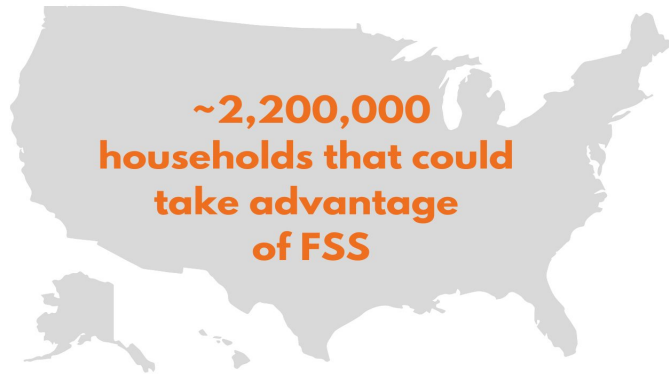 ~2,200,000
households that could
take advantage
of FSS